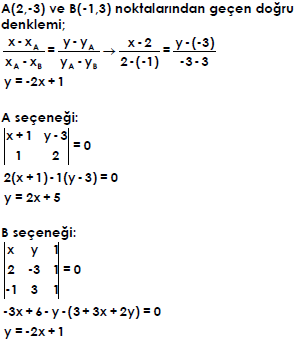 A(2,-3) ve B(-1,3) noktalarından geçen doğru
denklemi;
x - x_A / x_A - x_B = y - y_A / y_A - y_B → x - 2 / 2 - (-1) = y - (-3) / -3 - 3
y = -2x + 1
A seçeneği:
|x + 1 y - 3|
|1 2| = 0
2(x + 1) - 1(y - 3) = 0
y = 2x + 5
B seçeneği:
|x y 1|
|2 -3 1| = 0
|-1 3 1|
-3x + 6 - y - (3 + 3x + 2y) = 0
y = -2x + 1